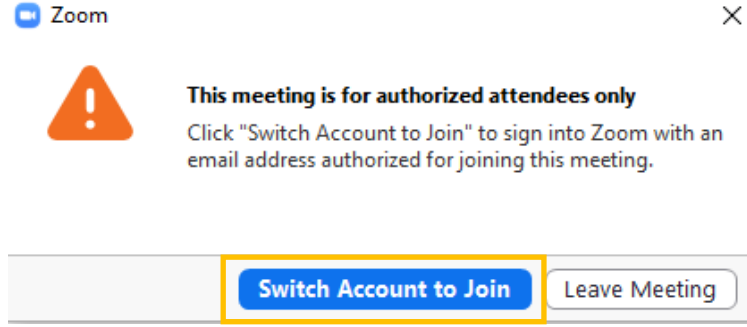 Zoom
This meeting is for authorized attendees only
Click "Switch Account to Join" to sign into Zoom with an
email address authorized for joining this meeting.
Switch Account to Join
Leave Meeting